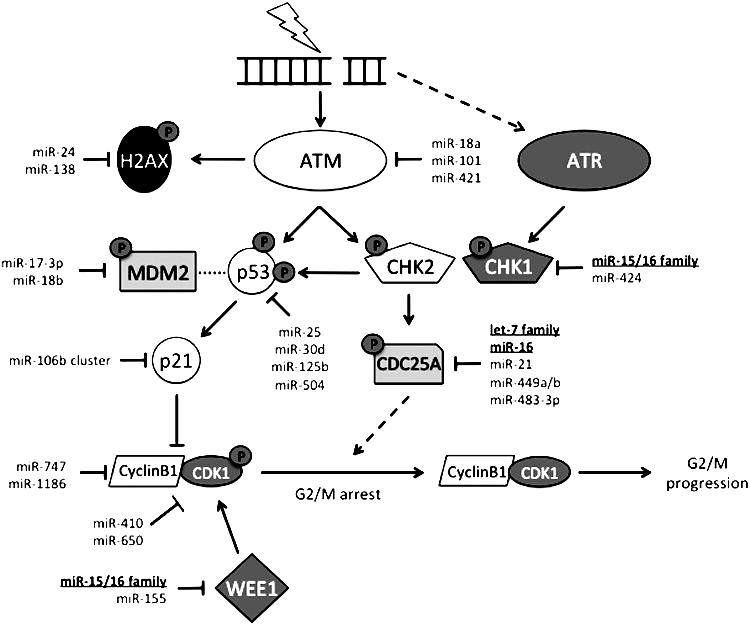 P
miR-24
miR-138
H2AX
ATM
miR-18a
miR-101
miR-421
ATR
P
P
P
P
miR-17-3p
miR-18b
MDM2
p53
P
CHK2
CHK1
miR-15/16 family
miR-424
miR-25
miR-30d
miR-125b
miR-504
miR-106b cluster
p21
P
CDC25A
let-7 family
miR-16
miR-21
miR-449a/b
miR-483-3p
miR-747
miR-1186
CyclinB1
CDK1
P
G2/M arrest
CyclinB1
CDK1
G2/M
progression
miR-410
miR-650
miR-15/16 family
miR-155
WEE1